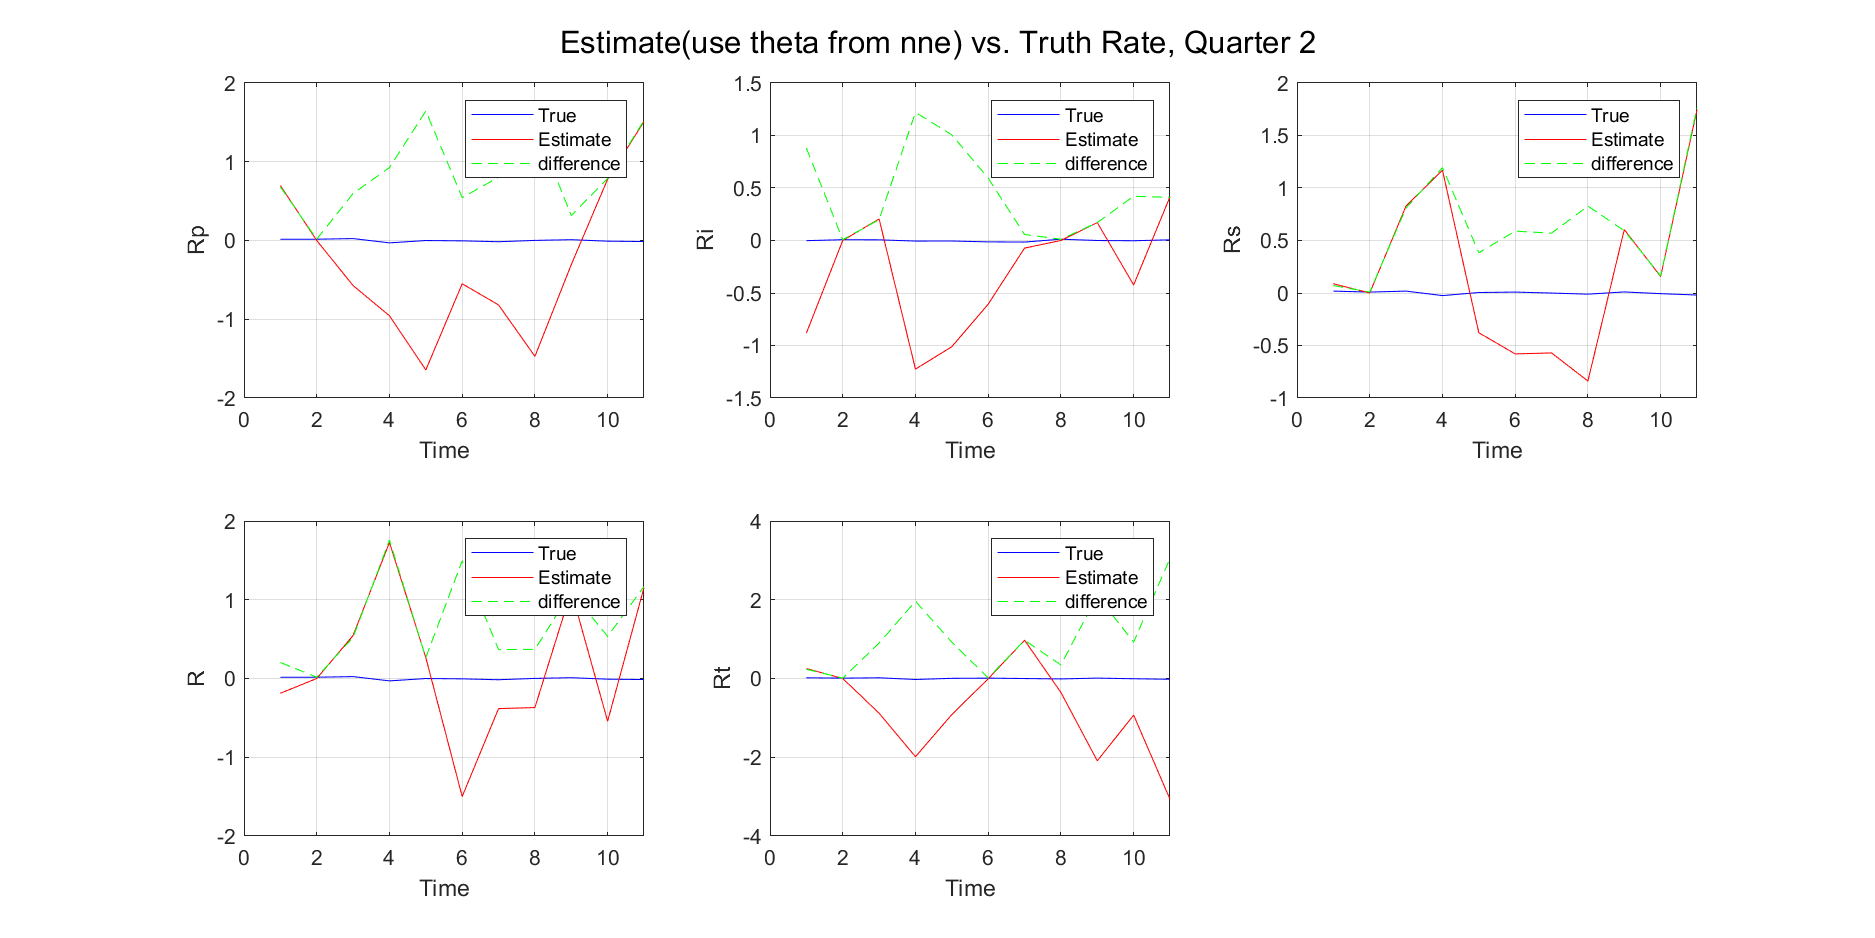 Estimate(use theta from nne) vs. Truth Rate, Quarter 2
2
1
0
-1
-2
Rp
True
Estimate
difference
0 2 4 6 8 10
Time
1.5
1
0.5
0
-0.5
-1
-1.5
Ri
True
Estimate
difference
0 2 4 6 8 10
Time
2
1.5
1
0.5
0
-0.5
-1
Rs
True
Estimate
difference
0 2 4 6 8 10
Time
2
1
0
-1
-2
R
True
Estimate
difference
0 2 4 6 8 10
Time
4
2
0
-2
-4
Rt
True
Estimate
difference
0 2 4 6 8 10
Time